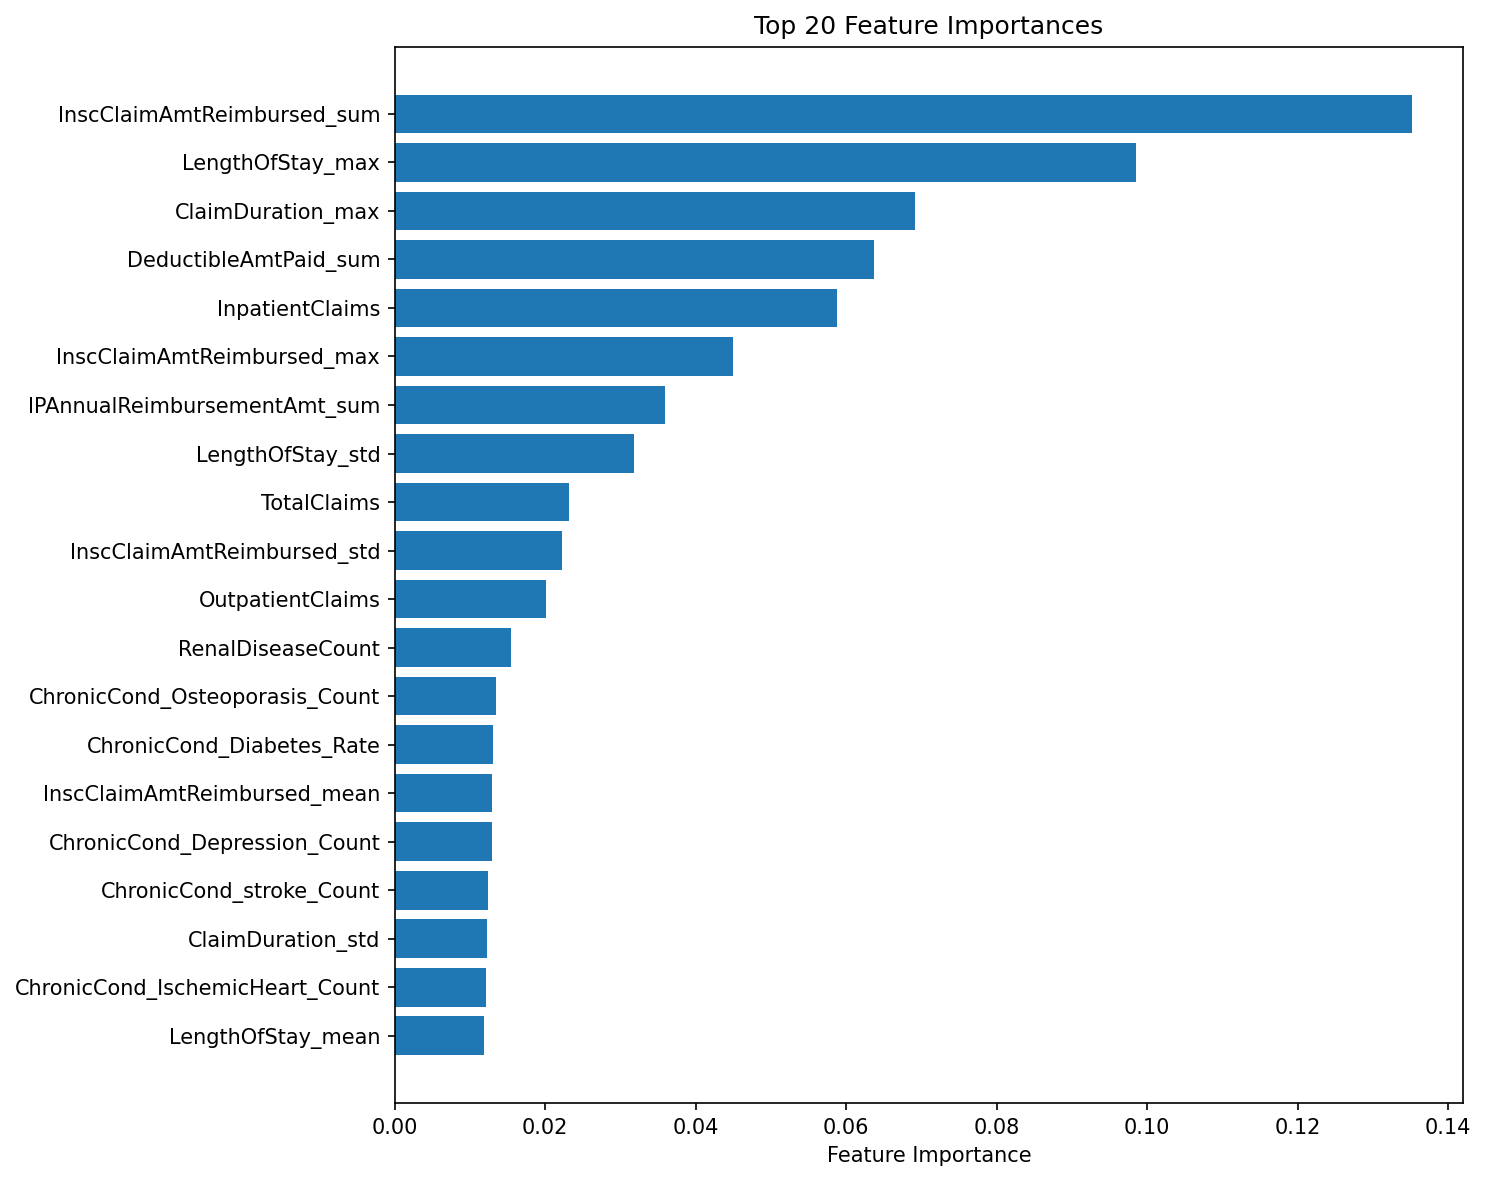 Top 20 Feature Importances
InscClaimAmtReimbursed_sum
LengthOfStay_max
ClaimDuration_max
DeductibleAmtPaid_sum
InpatientClaims
InscClaimAmtReimbursed_max
IPAnnualReimbursementAmt_sum
LengthOfStay_std
TotalClaims
InscClaimAmtReimbursed_std
OutpatientClaims
RenalDiseaseCount
ChronicCond_Osteoporasis_Count
ChronicCond_Diabetes_Rate
InscClaimAmtReimbursed_mean
ChronicCond_Depression_Count
ChronicCond_stroke_Count
ClaimDuration_std
ChronicCond_IschemicHeart_Count
LengthOfStay_mean
0.00 0.02 0.04 0.06 0.08 0.10 0.12 0.14
Feature Importance